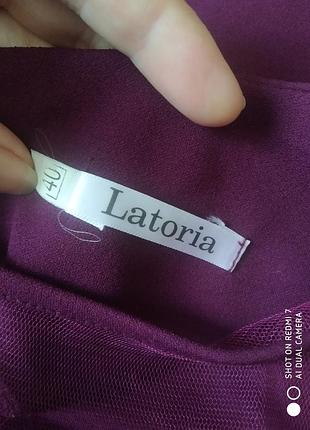 40
Latoria
SHOT ON REDMI 7
AI DUAL CAMERA